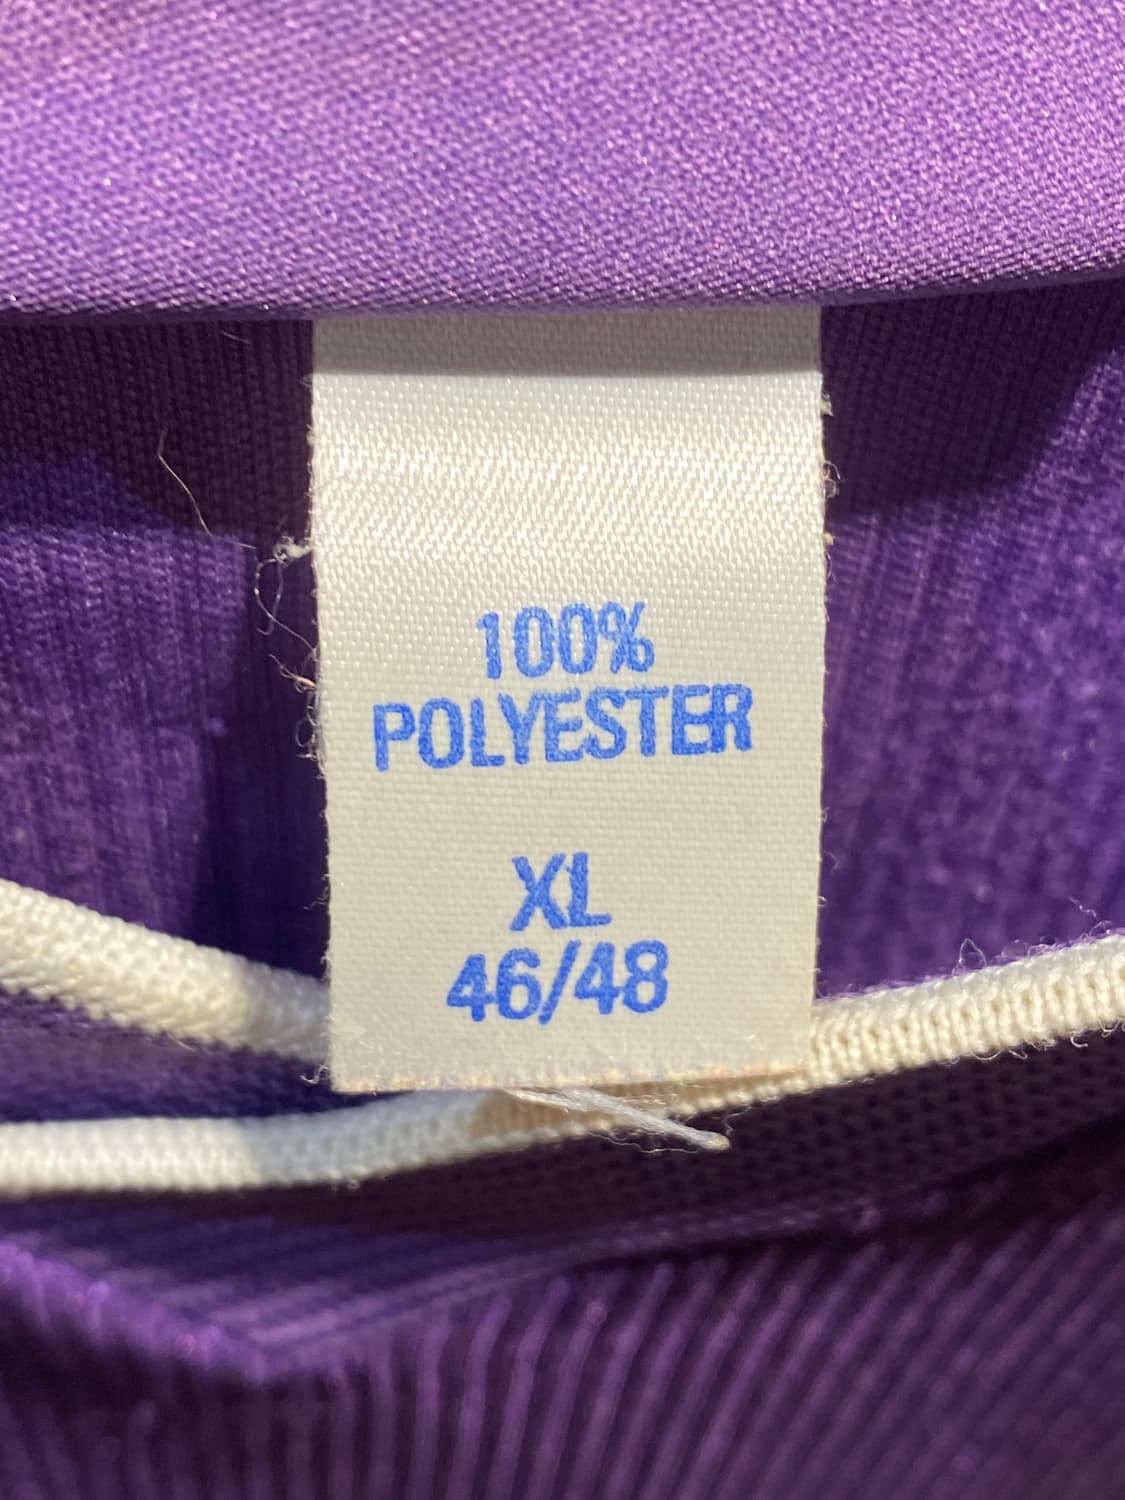 100%
POLYESTER
XL
46/48